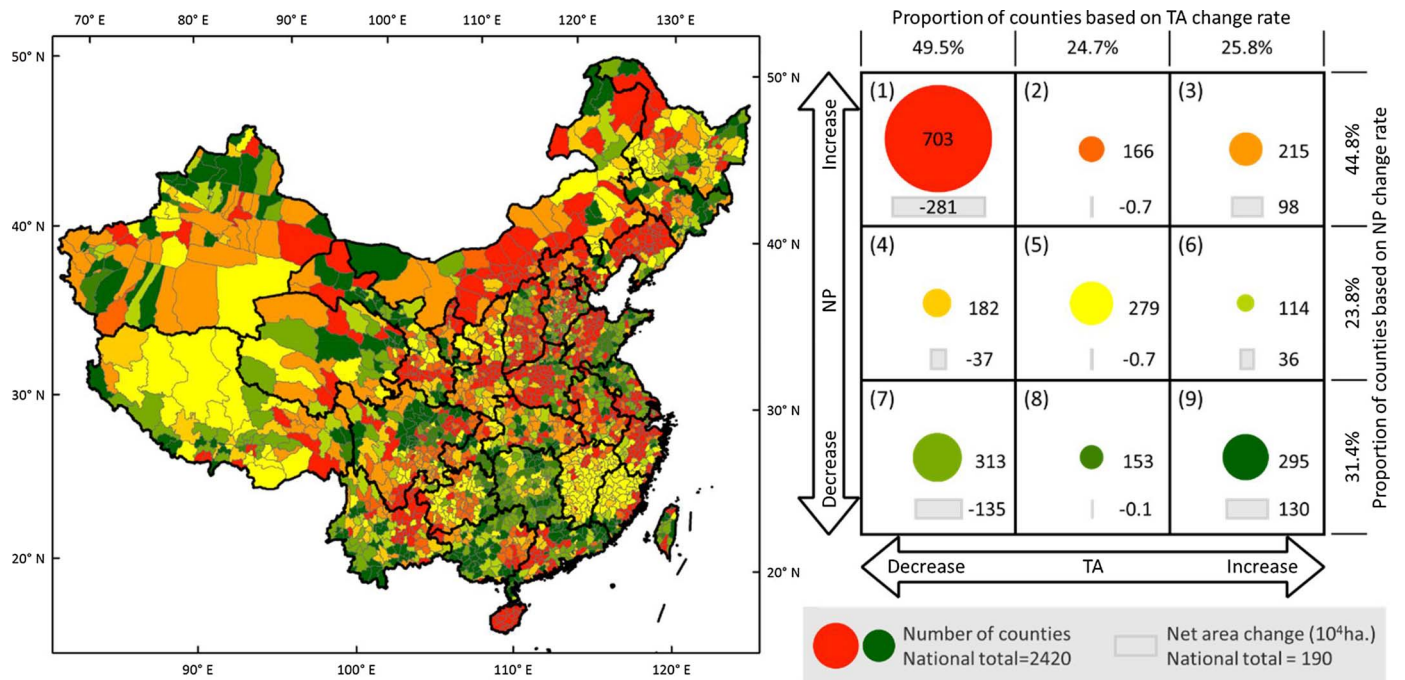 70° E 80° E 90° E 100° E 110° E 120° E 130° E
50° N
40° N
30° N
20° N
50° N
40° N
30° N
20° N
90° E 100° E 110° E 120° E
Proportion of counties based on TA change rate
49.5% 24.7% 25.8%
Increase
NP
Decrease
(1) (2) (3)
703 166 215
-281 -0.7 98
(4) (5) (6)
182 279 114
-37 -0.7 36
(7) (8) (9)
313 153 295
-135 -0.1 130
44.8%
23.8%
31.4%
Proportion of counties based on NP change rate
Decrease TA Increase
Number of counties
National total=2420
Net area change (10⁴ha.)
National total = 190